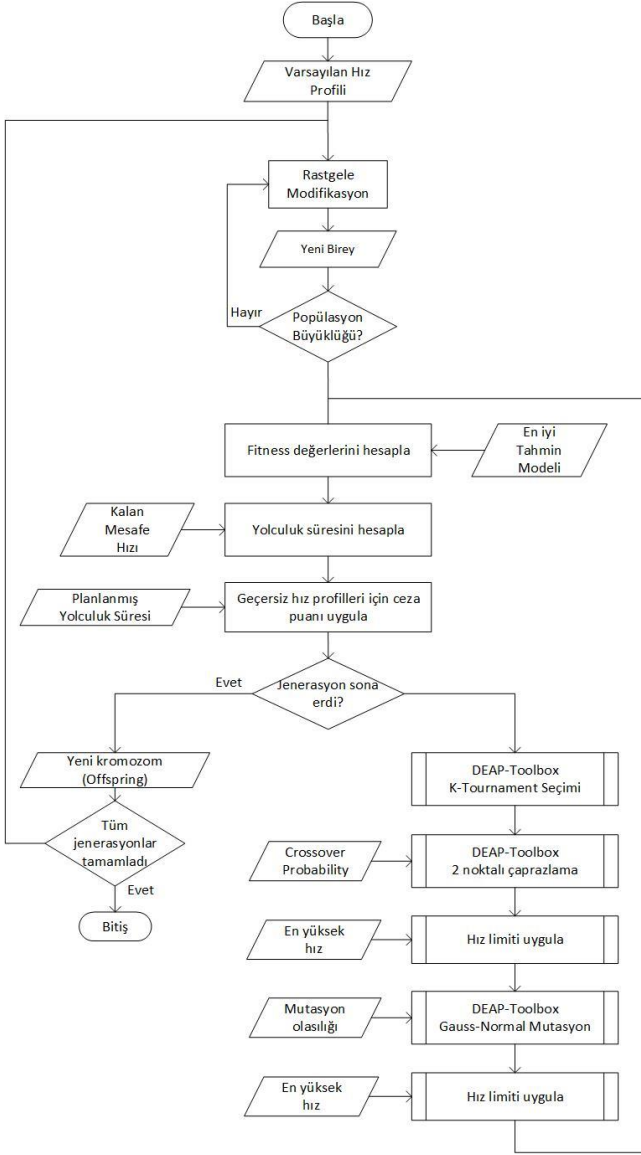 Başla
Varsayılan Hız
Profili
Rastgele
Modifikasyon
Yeni Birey
Hayır
Popülasyon
Büyüklüğü?
Fitness değerlerini hesapla
En iyi
Tahmin
Modeli
Kalan
Mesafe
Hızı
Yolculuk süresini hesapla
Planlanmış
Yolculuk Süresi
Geçersiz hız profilleri için ceza
puanı uygula
Evet
Jenerasyon sona
erdi?
Yeni kromozom
(Offspring)
DEAP-Toolbox
K-Tournament Seçimi
Tüm
jenerasyonlar
tamamladı
Evet
Bitiş
Crossover
Probability
DEAP-Toolbox
2 noktalı çaprazlama
En yüksek
hız
Hız limiti uygula
Mutasyon
olasılığı
DEAP-Toolbox
Gauss-Normal Mutasyon
En yüksek
hız
Hız limiti uygula